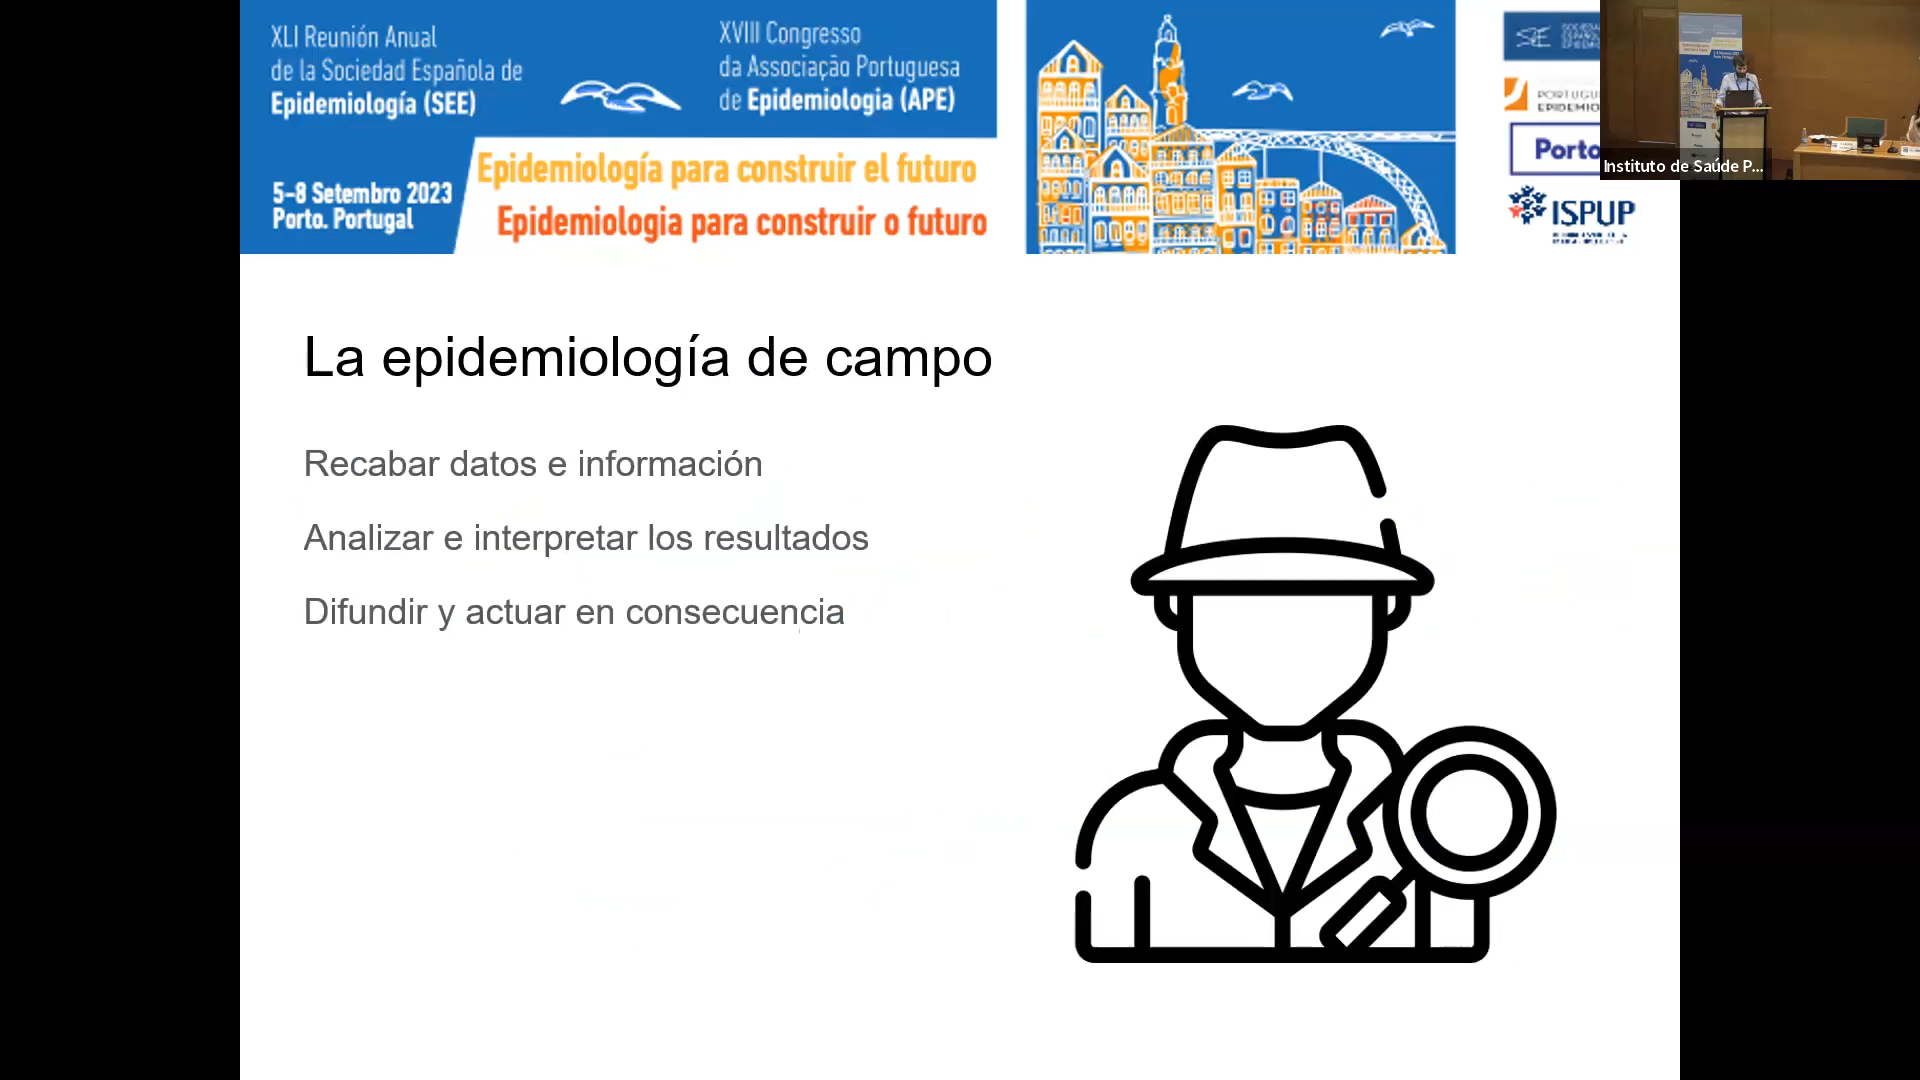 XLI Reunión Anual
de la Sociedad Española de
Epidemiología (SEE)
XVIII Congresso
da Associação Portuguesa
de Epidemiologia (APE)
5-8 Setembro 2023
Porto. Portugal
Epidemiología para construir el futuro
Epidemiologia para construir o futuro
Porto
ISPUP
Instituto de Saúde P...
La epidemiología de campo
Recabar datos e información
Analizar e interpretar los resultados
Difundir y actuar en consecuencia